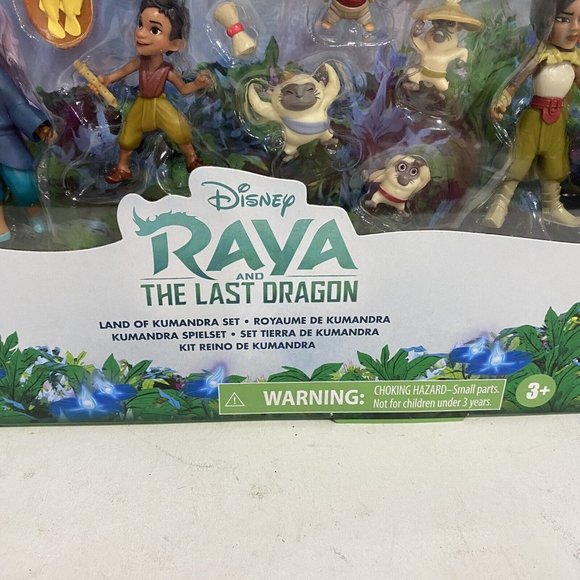 Disney
RAYA
AND
THE LAST DRAGON
LAND OF KUMANDRA SET • ROYAUME DE KUMANDRA
KUMANDRA SPIELSET • SET TIERRA DE KUMANDRA
KIT REINO DE KUMANDRA
WARNING: CHOKING HAZARD–Small parts.
Not for children under 3 years.
3+